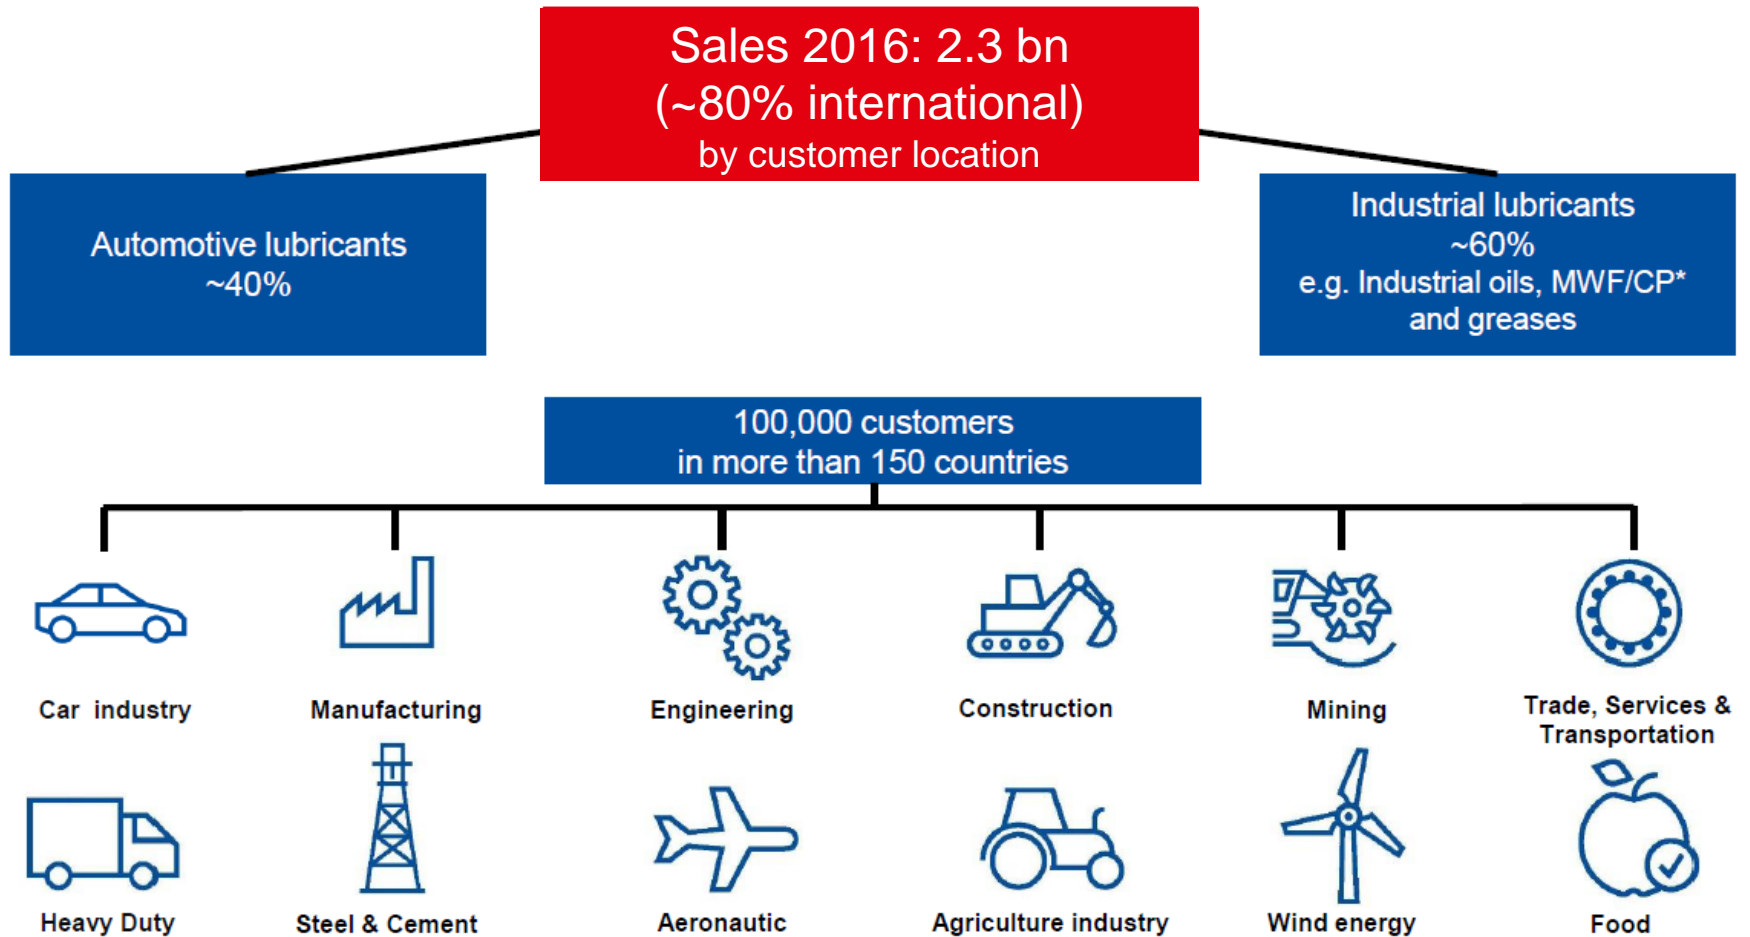 Sales 2016: 2.3 bn
(~80% international)
by customer location
Automotive lubricants
~40%
Industrial lubricants
~60%
e.g. Industrial oils, MWF/CP*
and greases
100,000 customers
in more than 150 countries
Car industry
Manufacturing
Engineering
Construction
Mining
Trade, Services &
Transportation
Heavy Duty
Steel & Cement
Aeronautic
Agriculture industry
Wind energy
Food